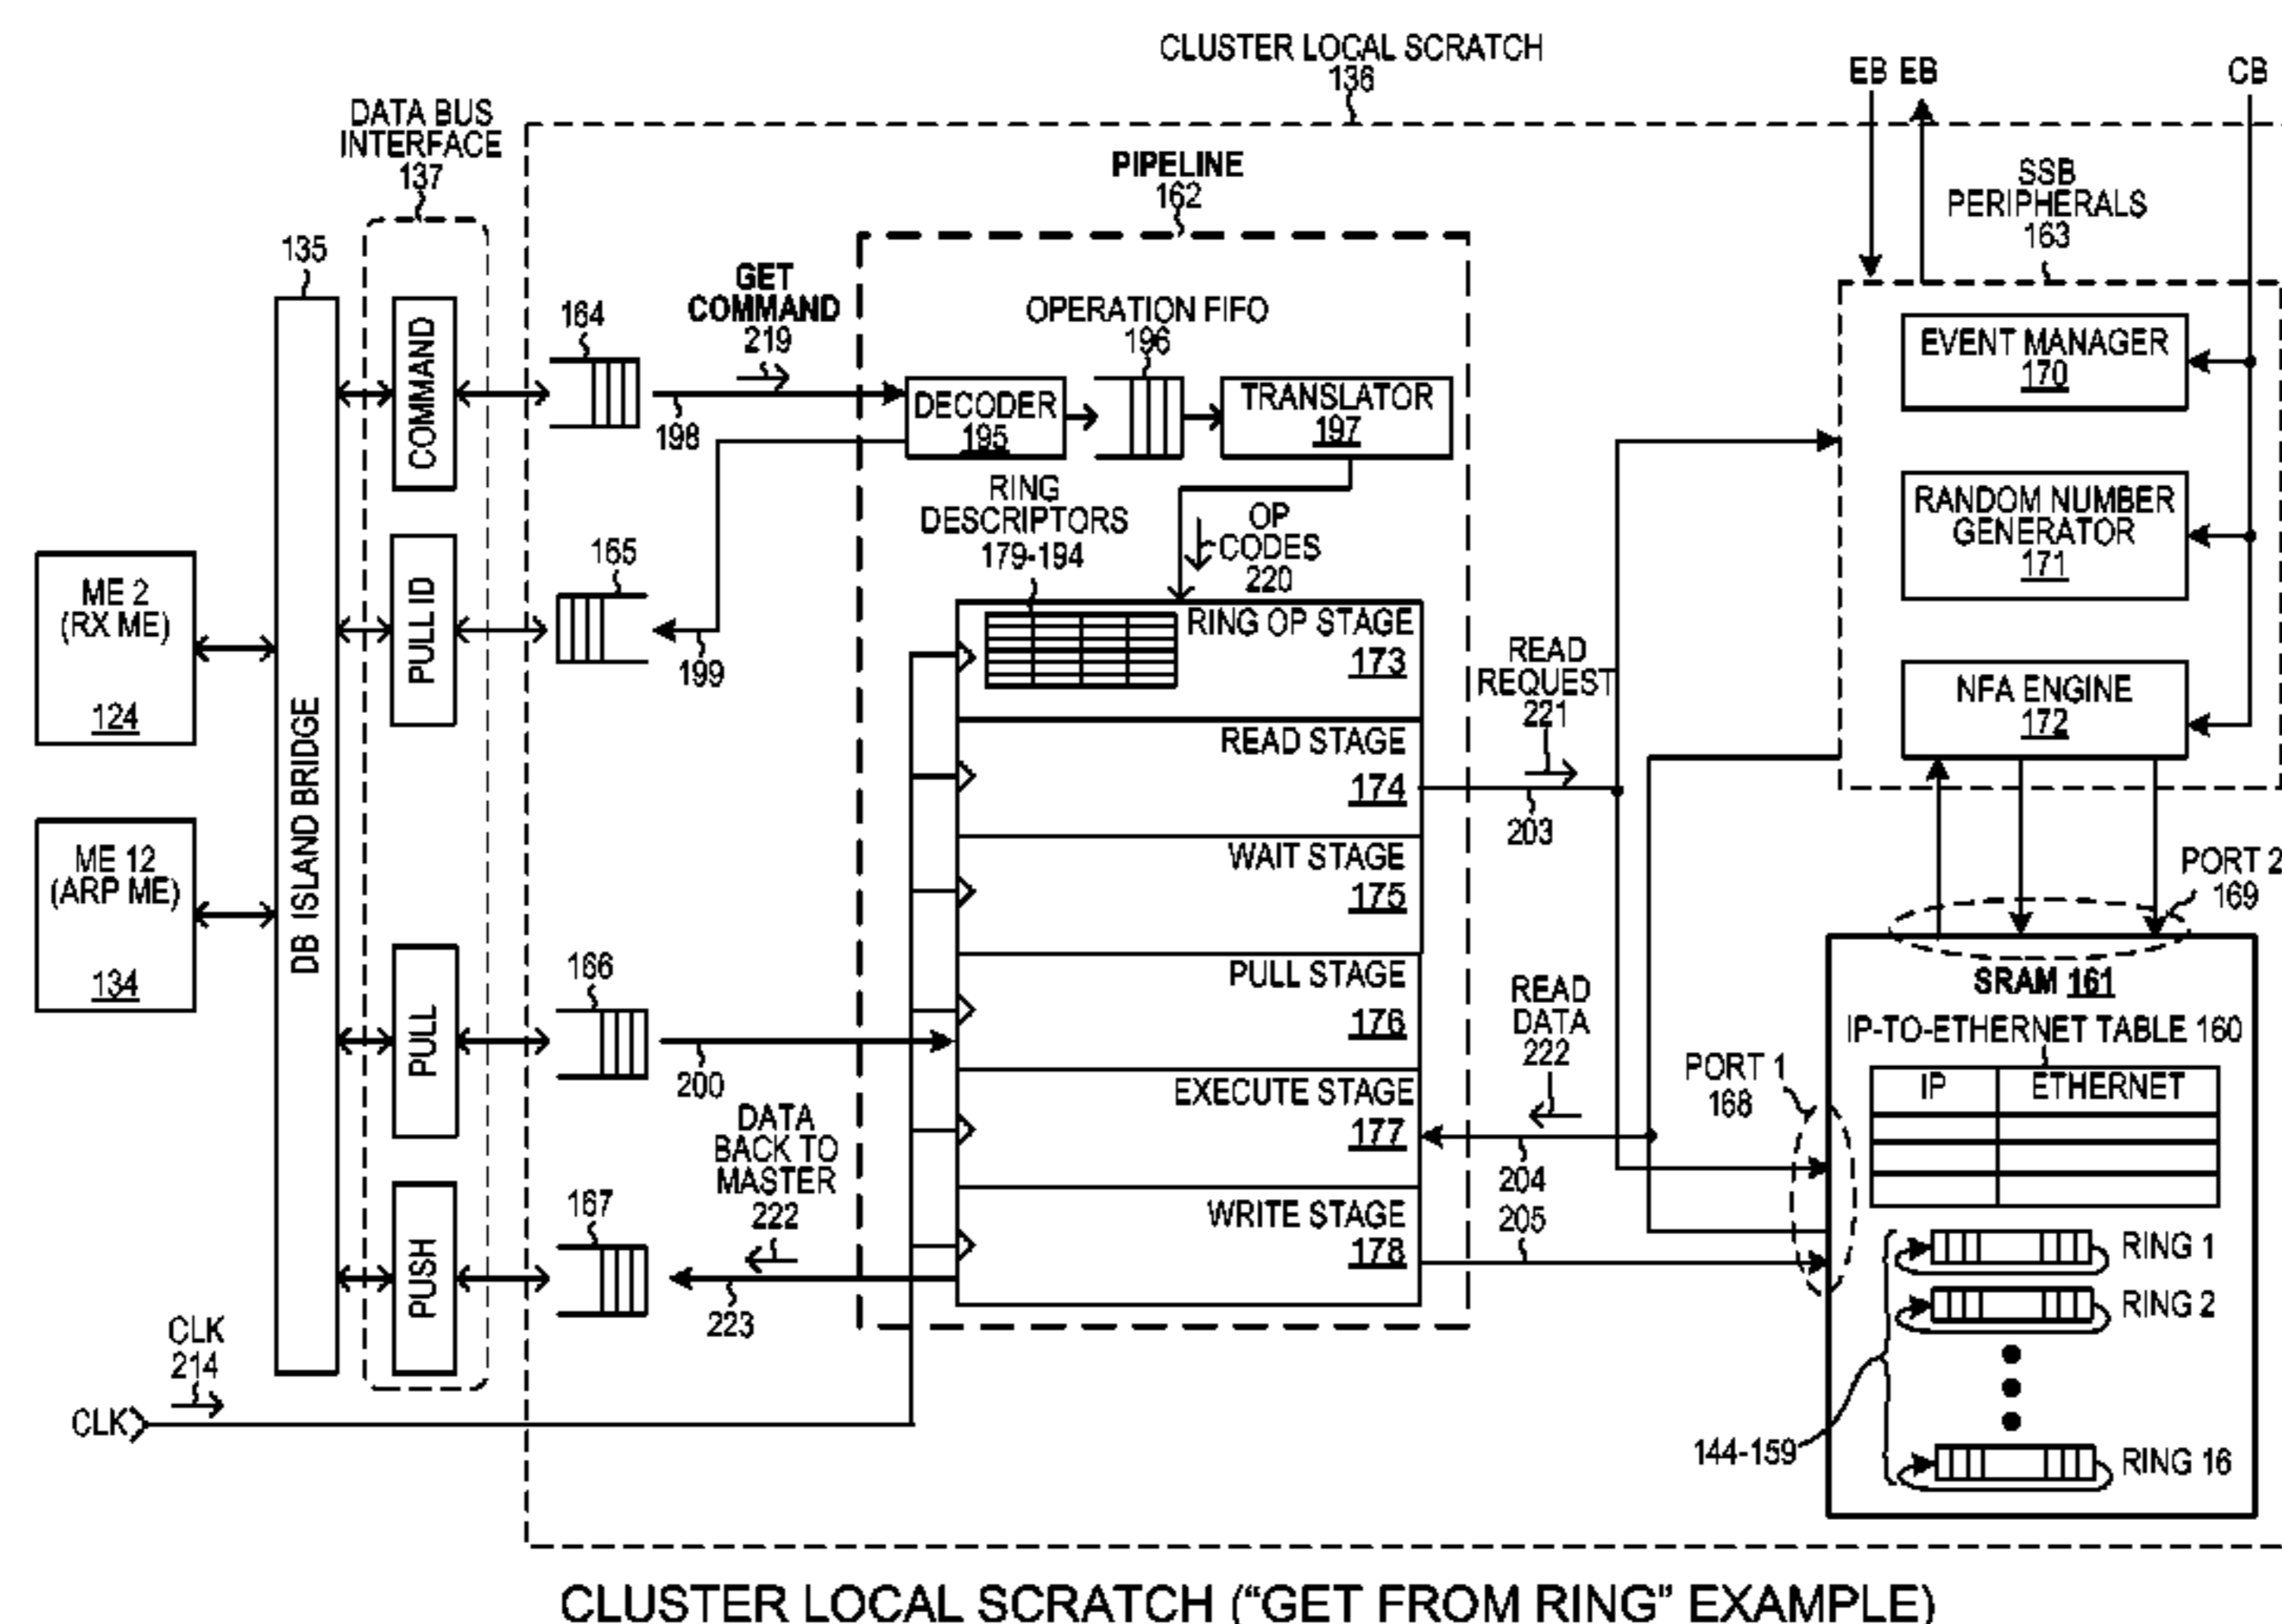 CLUSTER LOCAL SCRATCH
136
EB EB
CB
DATA BUS
INTERFACE
137
PIPELINE
162
SSB
PERIPHERALS
163
135
GET
COMMAND
219
164
OPERATION FIFO
196
COMMAND
198
DECODER
195
TRANSLATOR
197
EVENT MANAGER
170
RING
DESCRIPTORS
179-194
OP
CODES
220
RANDOM NUMBER
GENERATOR
171
165
PULL ID
199
ME 2
(RX ME)
124
RING OP STAGE
173
READ
REQUEST
221
203
NFA ENGINE
172
DB ISLAND BRIDGE
READ STAGE
174
ME 12
(ARP ME)
134
WAIT STAGE
175
PORT 2
169
166
PULL
200
PULL STAGE
176
READ
DATA
222
PORT 1
168
SRAM 161
IP-TO-ETHERNET TABLE 160
IP
ETHERNET
DATA
BACK TO
MASTER
222
EXECUTE STAGE
177
204
205
167
PUSH
223
WRITE STAGE
178
RING 1
RING 2
RING 16
144-159
CLK
214
CLK
CLUSTER LOCAL SCRATCH ("GET FROM RING" EXAMPLE)